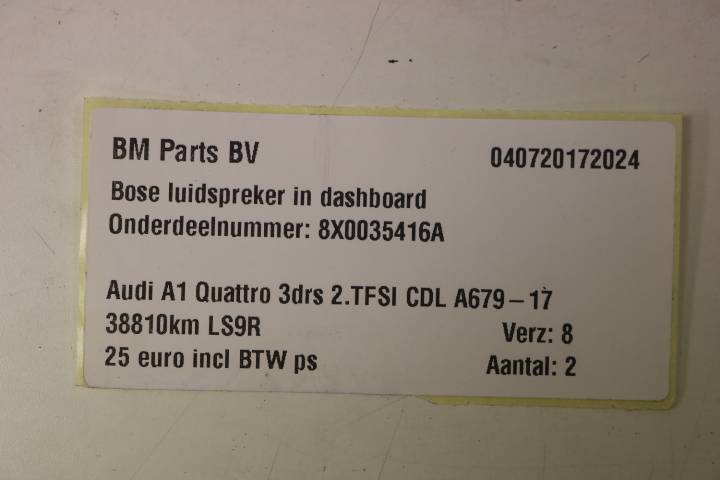 BM Parts BV 040720172024
Bose luidspreker in dashboard
Onderdeelnummer: 8X0035416A
Audi A1 Quattro 3drs 2.TFSI CDL A679-17
38810km LS9R Verz: 8
25 euro incl BTW ps Aantal: 2